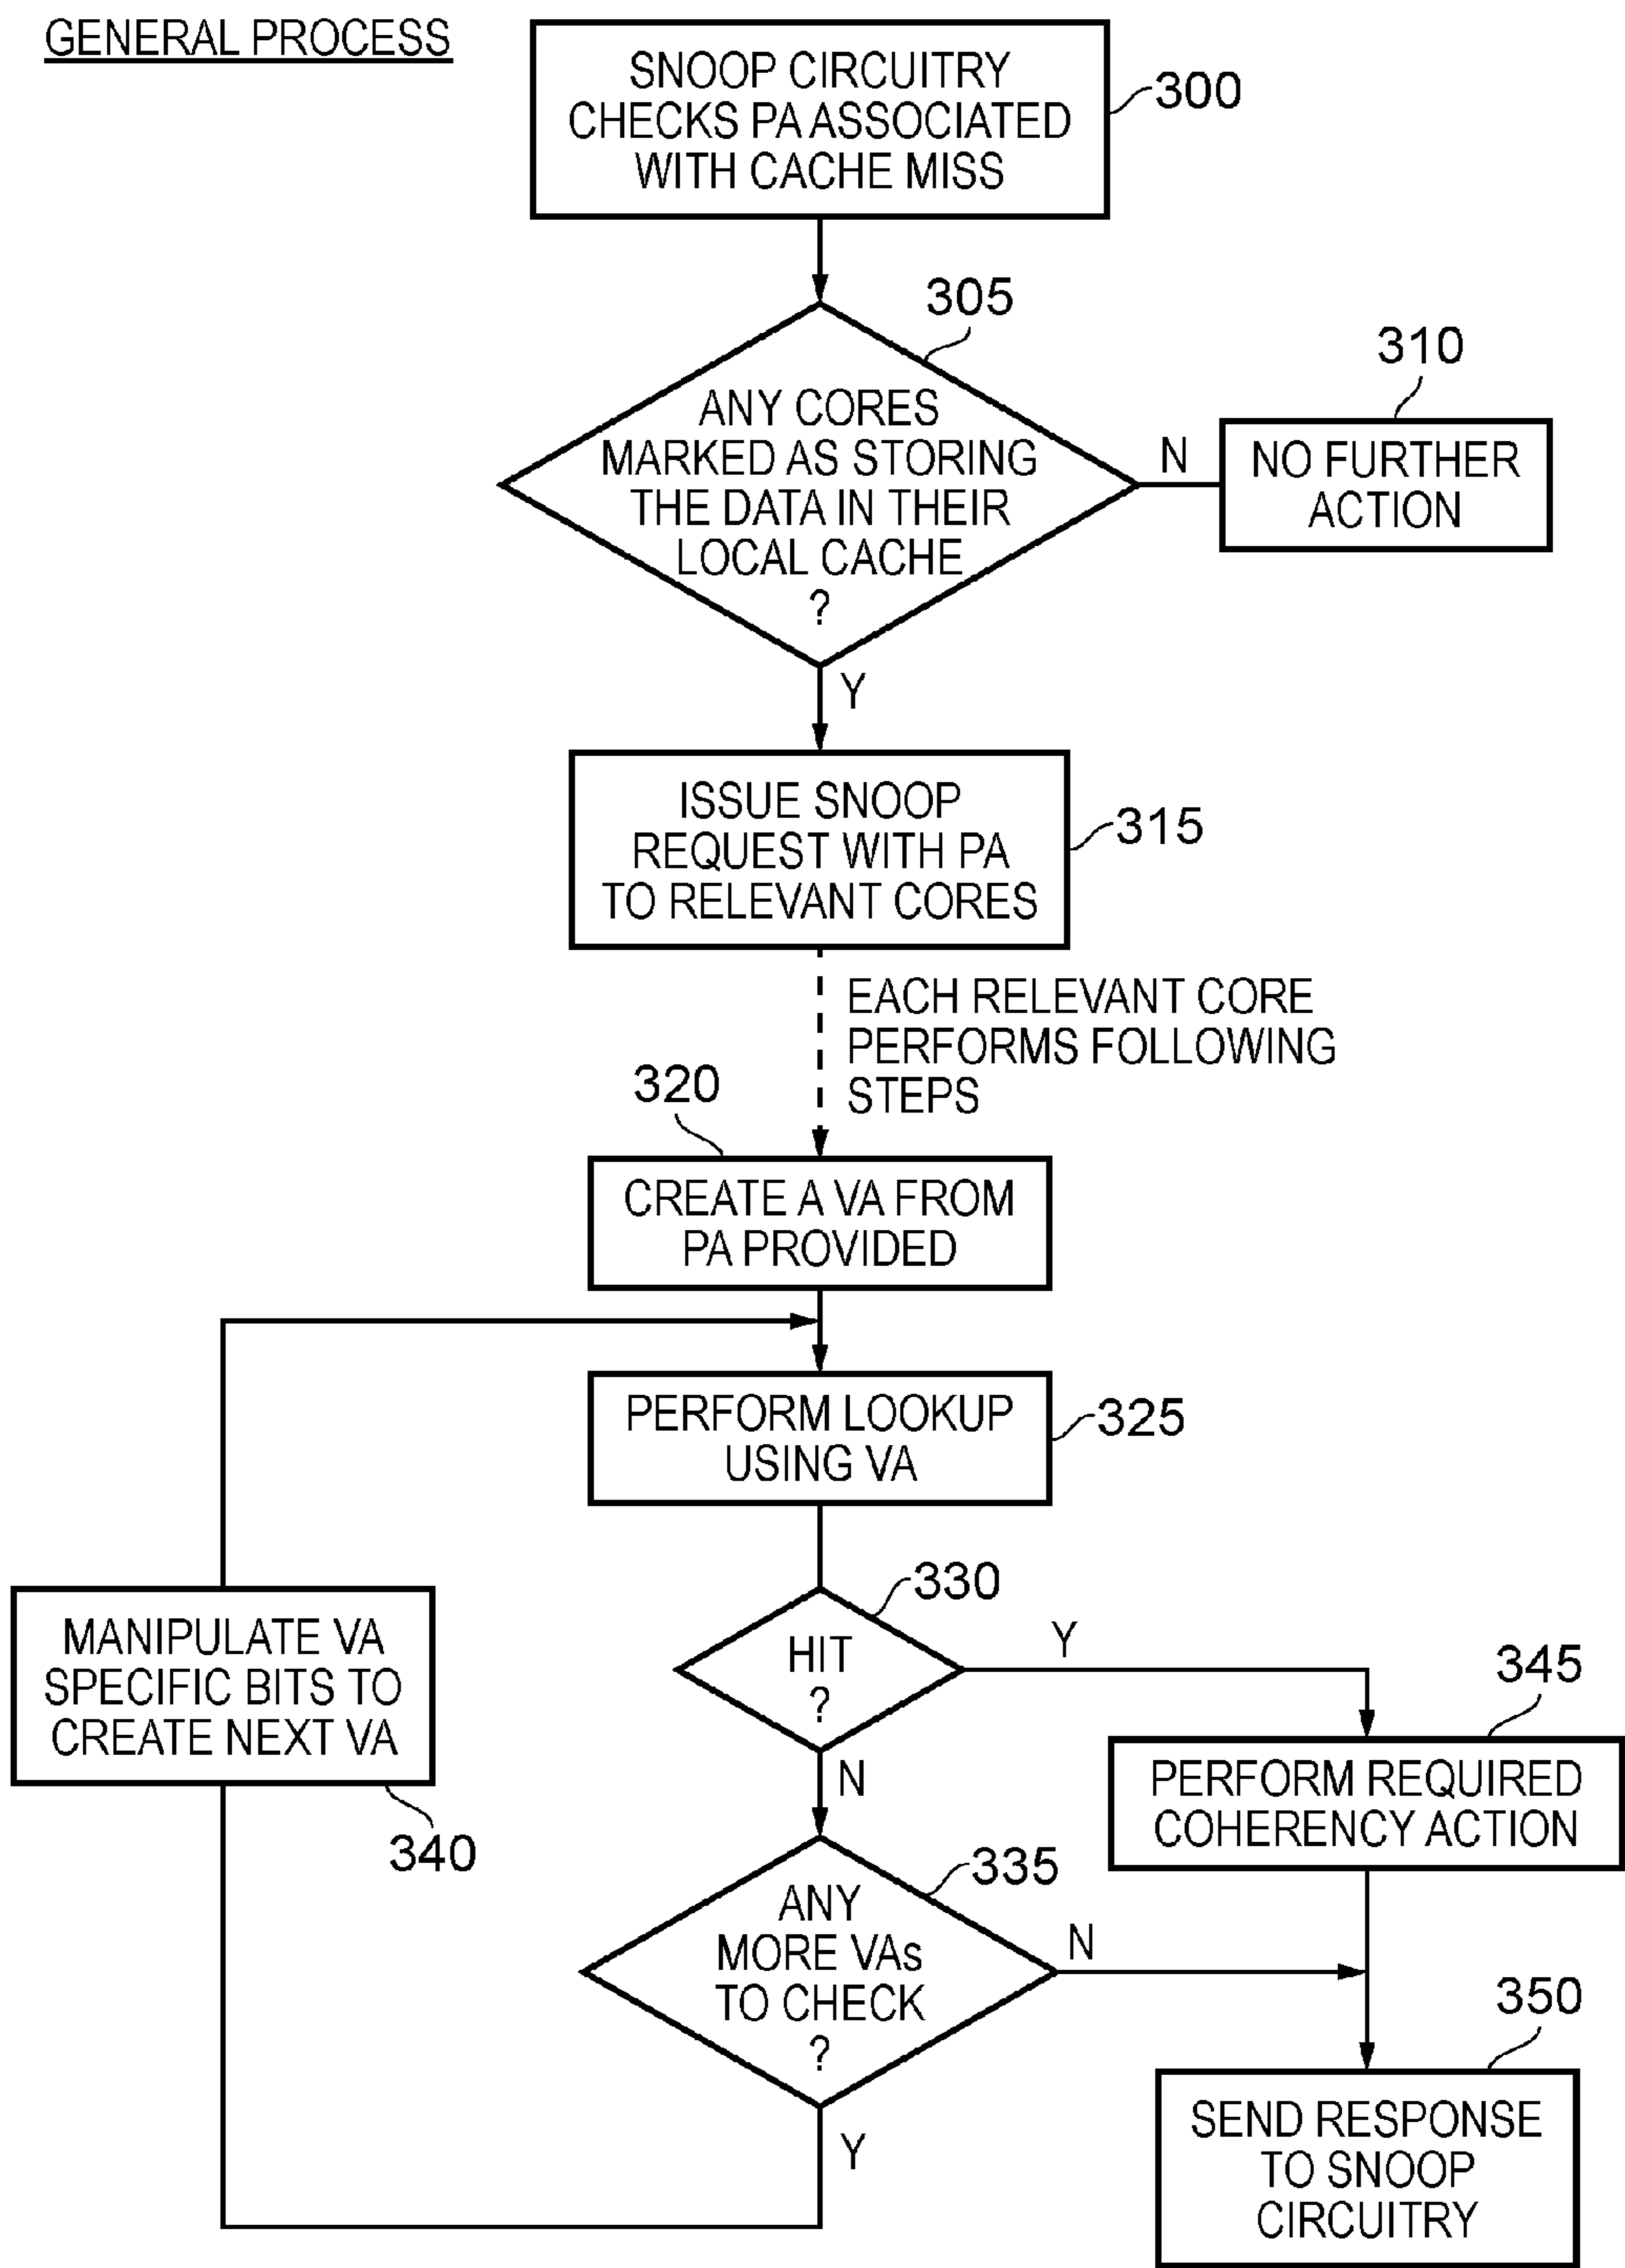 GENERAL PROCESS
SNOOP CIRCUITRY
CHECKS PA ASSOCIATED
WITH CACHE MISS
300
305
ANY CORES
MARKED AS STORING
THE DATA IN THEIR
LOCAL CACHE
?
N
310
NO FURTHER
ACTION
Y
ISSUE SNOOP
REQUEST WITH PA
TO RELEVANT CORES
315
EACH RELEVANT CORE
PERFORMS FOLLOWING
STEPS
320
CREATE A VA FROM
PA PROVIDED
PERFORM LOOKUP
USING VA
325
330
HIT
?
Y
N
MANIPULATE VA
SPECIFIC BITS TO
CREATE NEXT VA
340
345
PERFORM REQUIRED
COHERENCY ACTION
335
ANY
MORE VAs
TO CHECK
?
N
Y
350
SEND RESPONSE
TO SNOOP
CIRCUITRY